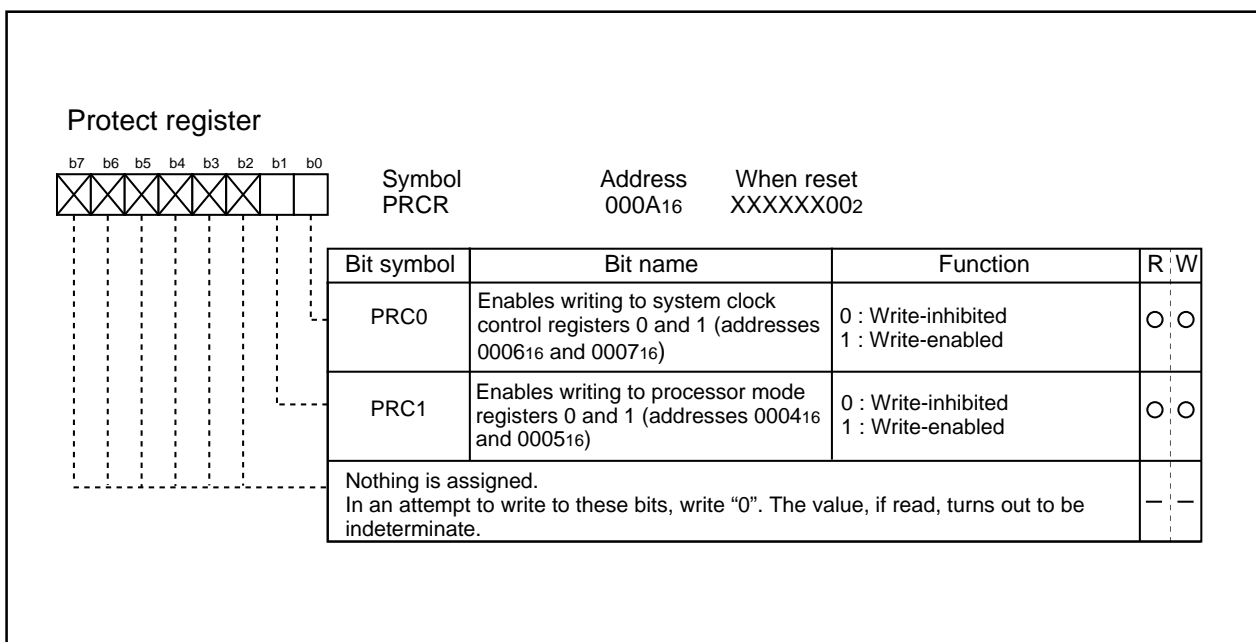 Protect register
b7 b6 b5 b4 b3 b2 b1 b0
Symbol Address When reset
PRCR 000A16 XXXXXX002
Bit symbol Bit name Function R W
PRC0
Enables writing to system clock
control registers 0 and 1 (addresses
000616 and 000716)
0 : Write-inhibited
1 : Write-enabled
PRC1
Enables writing to processor mode
registers 0 and 1 (addresses 000416
and 000516)
0 : Write-inhibited
1 : Write-enabled
Nothing is assigned.
In an attempt to write to these bits, write “0”. The value, if read, turns out to be
indeterminate.
– –